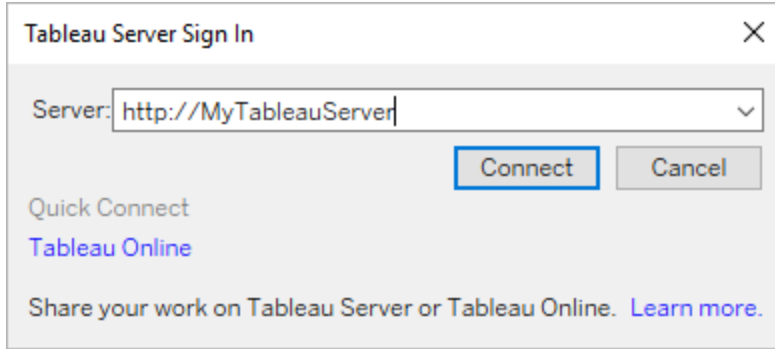 Tableau Server Sign In
Server: http://MyTableauServer
Connect Cancel
Quick Connect
Tableau Online
Share your work on Tableau Server or Tableau Online. Learn more.